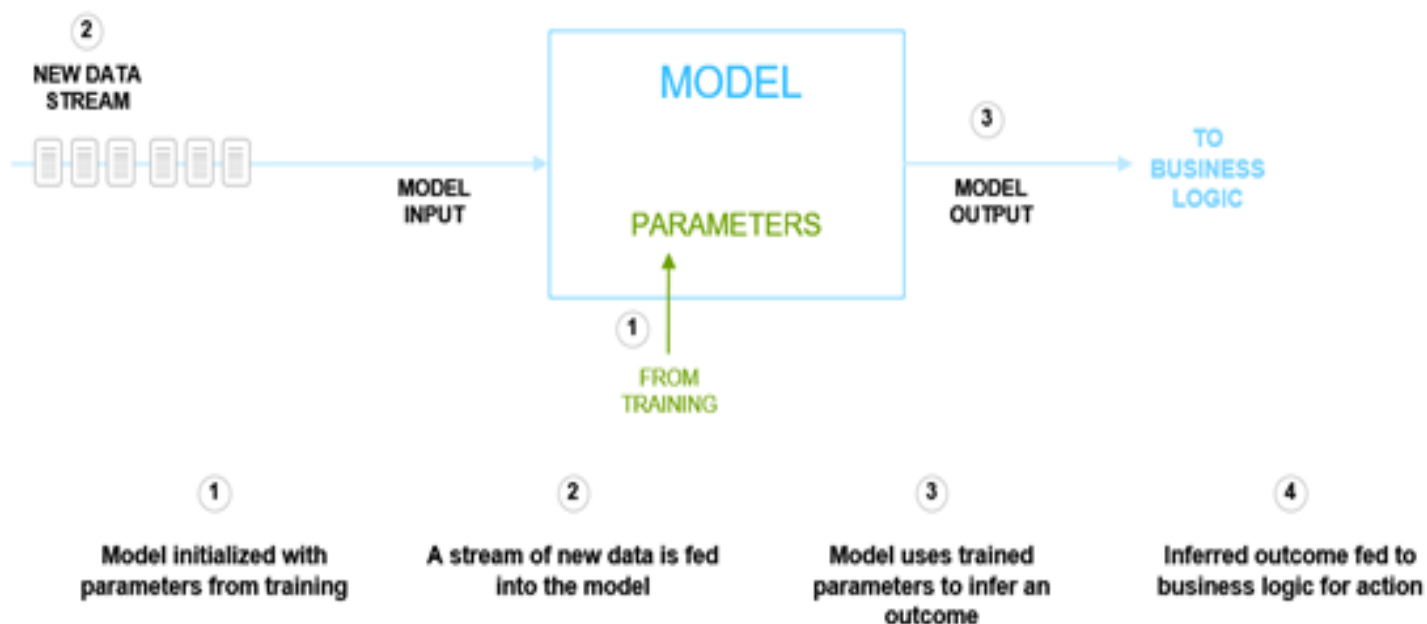 2
NEW DATA
STREAM
MODEL
INPUT
MODEL
PARAMETERS
1
FROM
TRAINING
3
MODEL
OUTPUT
TO
BUSINESS
LOGIC
1
Model initialized with
parameters from training
2
A stream of new data is fed
into the model
3
Model uses trained
parameters to infer an
outcome
4
Inferred outcome fed to
business logic for action